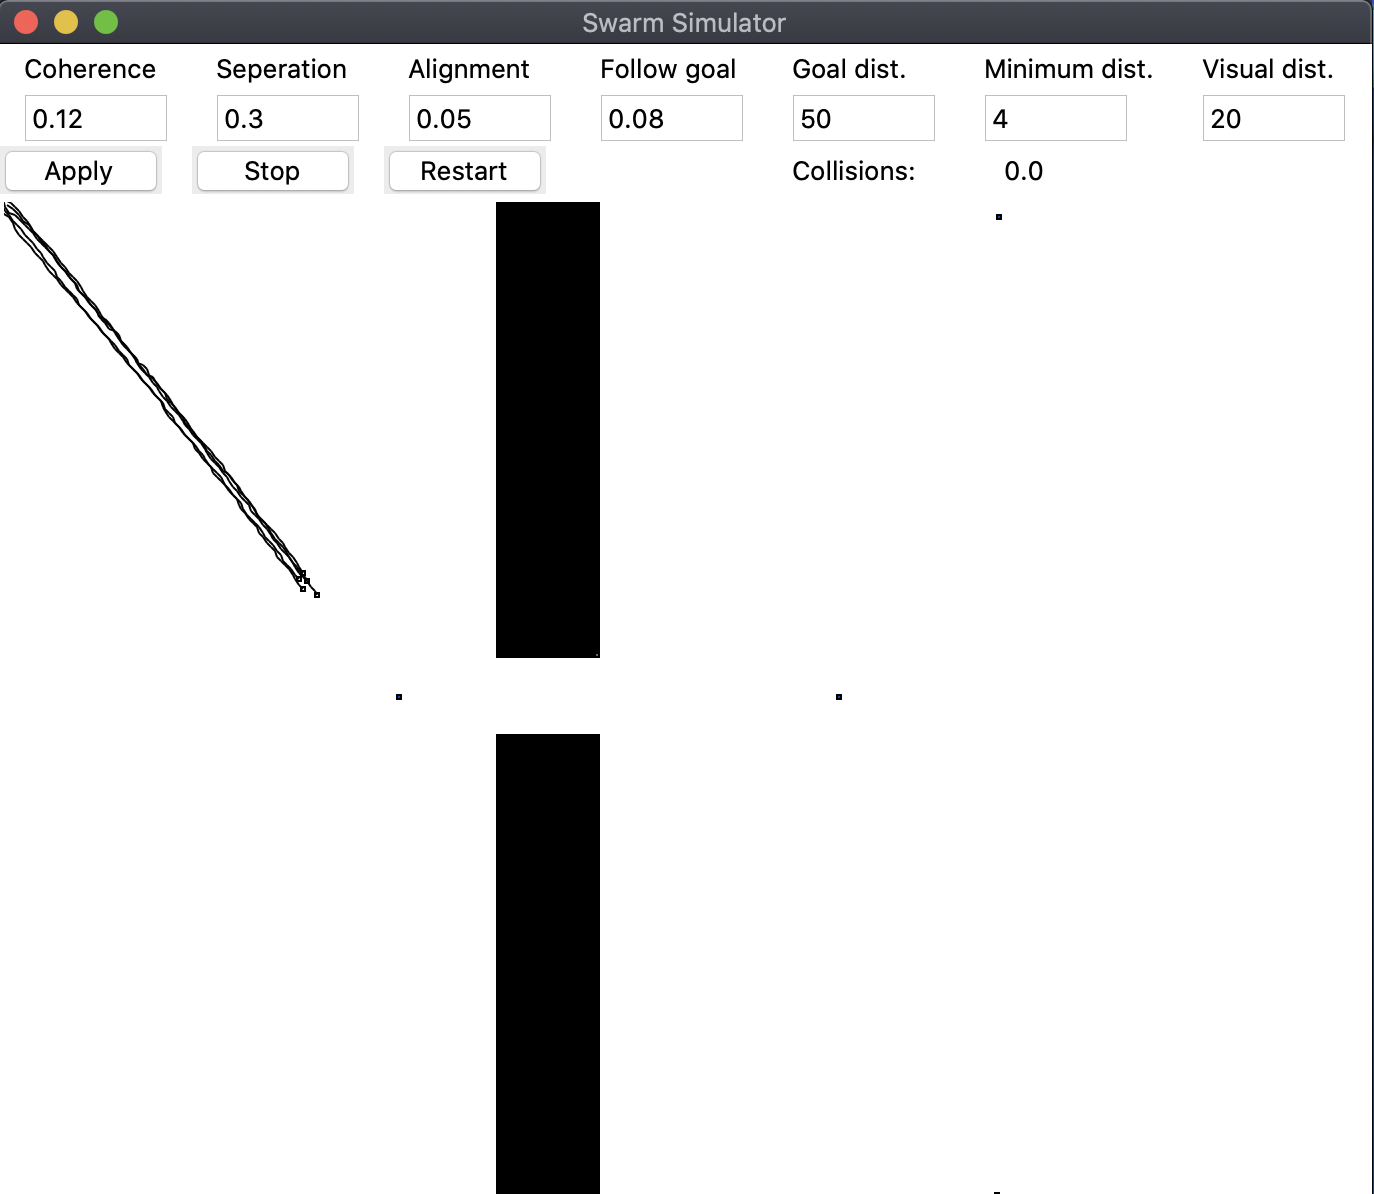 Swarm Simulator
Coherence Seperation Alignment Follow goal Goal dist. Minimum dist. Visual dist.
0.12 0.3 0.05 0.08 50 4 20
Apply Stop Restart Collisions: 0.0